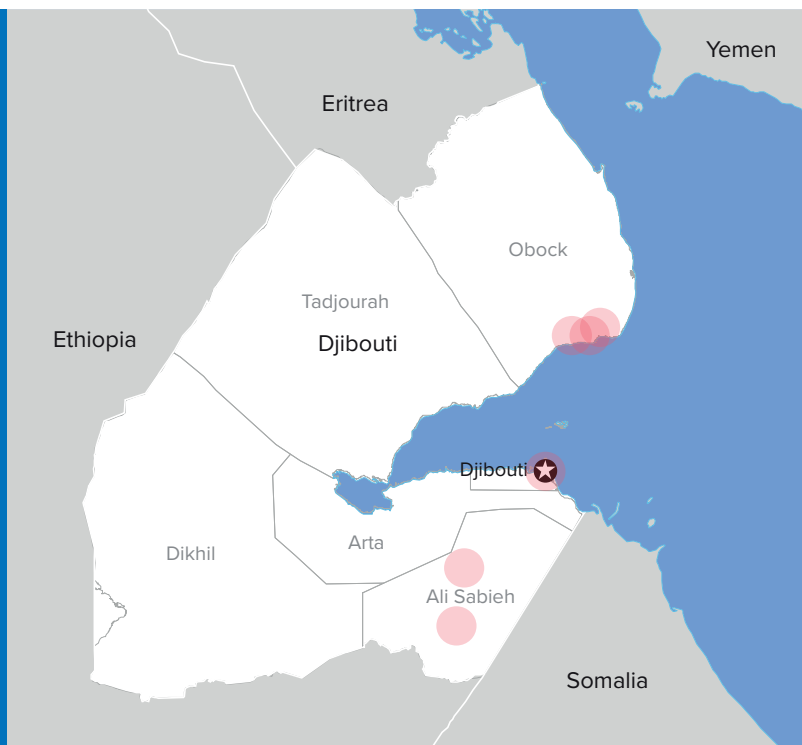 Yemen
Eritrea
Obock
Tadjourah
Ethiopia
Djibouti
Djibouti
Arta
Dikhil
Ali Sabieh
Somalia